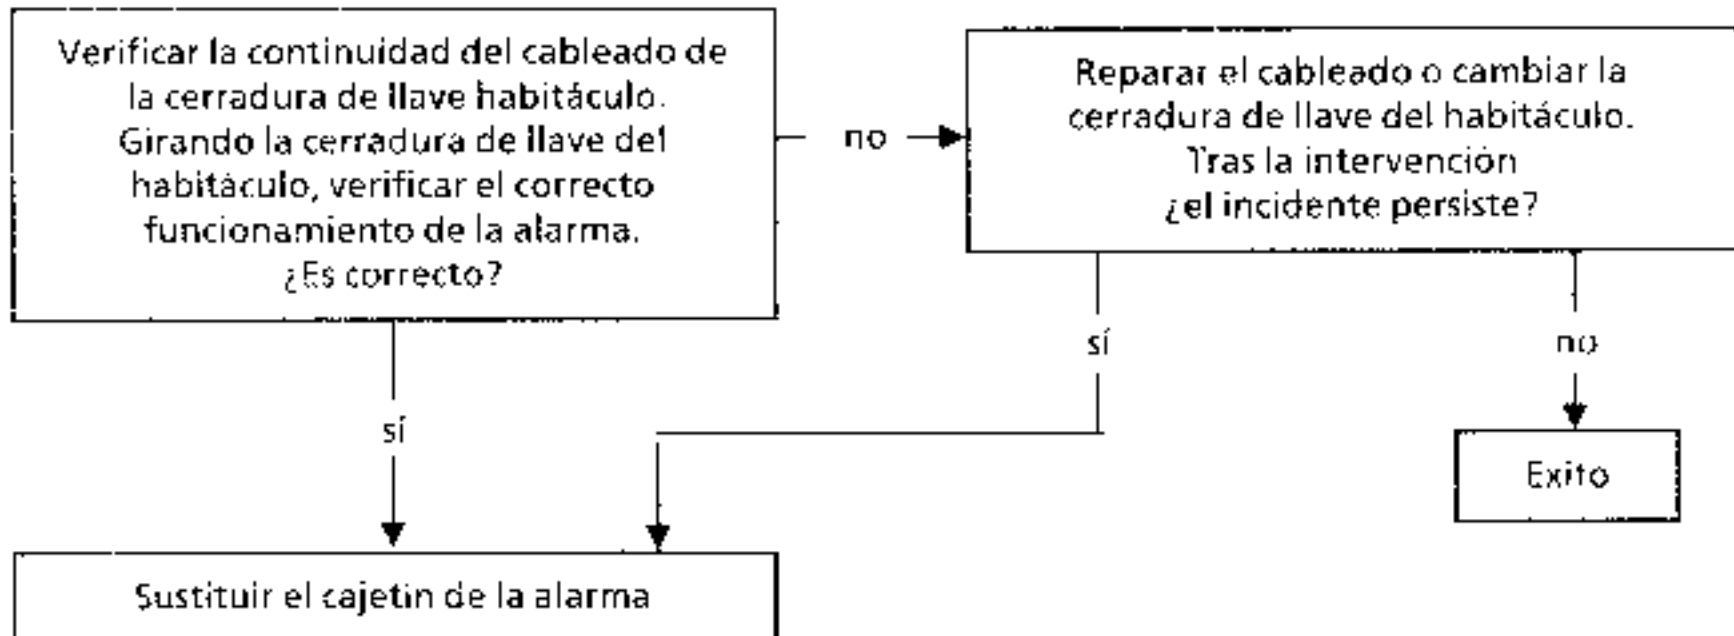 Verificar la continuidad del cableado de
la cerradura de llave habitáculo.
Girando la cerradura de llave del
habitáculo, verificar el correcto
funcionamiento de la alarma.
¿Es correcto?
no
Reparar el cableado o cambiar la
cerradura de llave del habitáculo.
Tras la intervención
¿el incidente persiste?
sí
no
sí
Exito
Sustituir el cajetin de la alarma